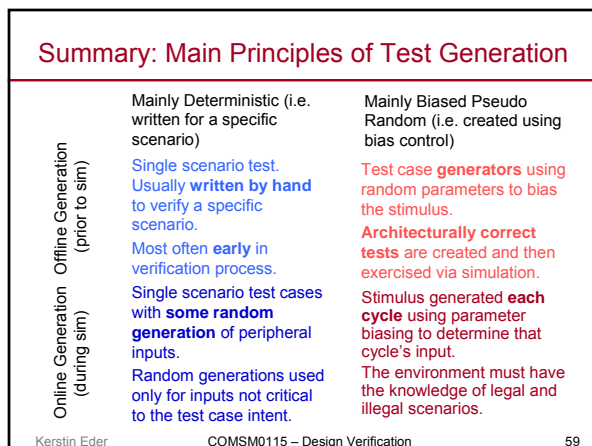 Summary: Main Principles of Test Generation
Mainly Deterministic (i.e.
written for a specific
scenario)
Mainly Biased Pseudo
Random (i.e. created using
bias control)
Offline Generation
(prior to sim)
Single scenario test.
Usually written by hand
to verify a specific
scenario.
Most often early in
verification process.
Test case generators using
random parameters to bias
the stimulus.
Architecturally correct
tests are created and then
exercised via simulation.
Online Generation
(during sim)
Single scenario test cases
with some random
generation of peripheral
inputs.
Random generations used
only for inputs not critical
to the test case intent.
Stimulus generated each
cycle using parameter
biasing to determine that
cycle's input.
The environment must have
the knowledge of legal and
illegal scenarios.
Kerstin Eder
COMSM0115 – Design Verification
59